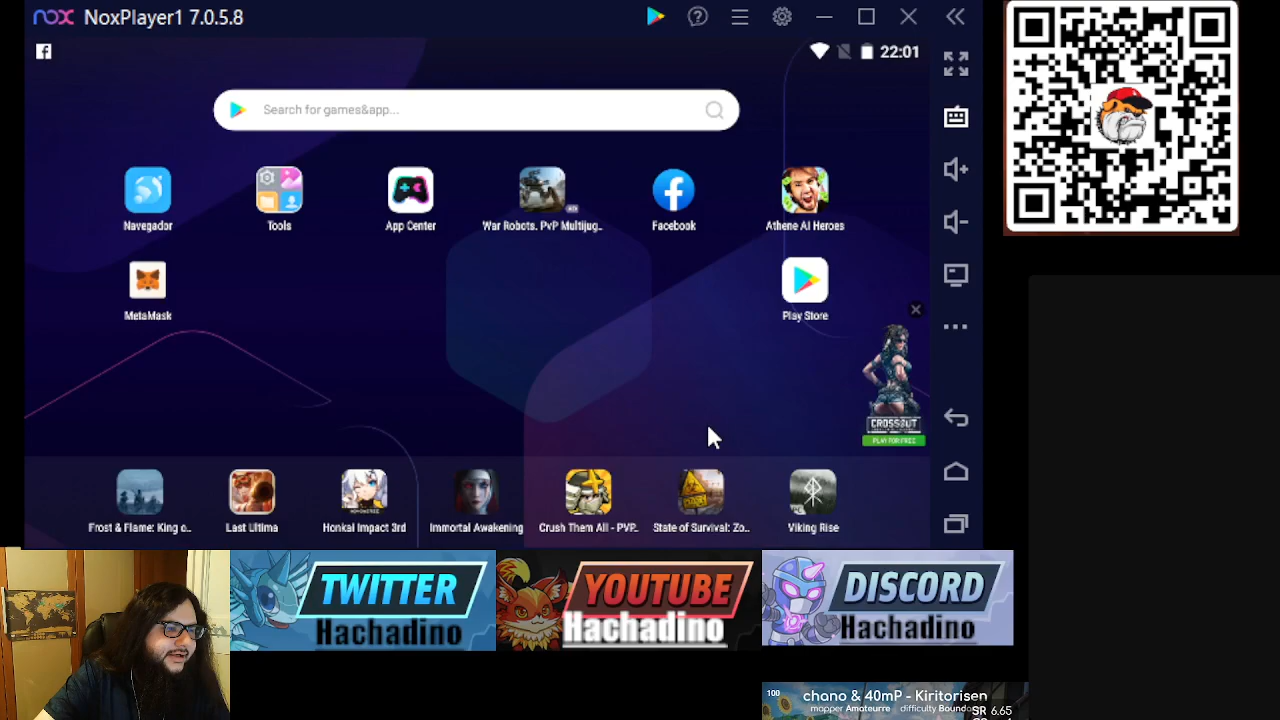 nox NoxPlayer1 7.0.5.8
22:01
Search for games&app...
Navegador
Tools
App Center
War Robots. PvP Multijug..
Facebook
Athene AI Heroes
MetaMask
Play Store
CROSSOUT
PLAY FOR FREE
Frost & Flame: King o..
Last Ultima
Honkai Impact 3rd
Immortal Awakening
Crush Them All - PVP..
State of Survival: Zo..
Viking Rise
TWITTER
Hachadino
YOUTUBE
Hachadino
DISCORD
Hachadino
100 chano & 40mP - Kiritorisen
mapper Amateurre difficulty Bound
SR 6.65